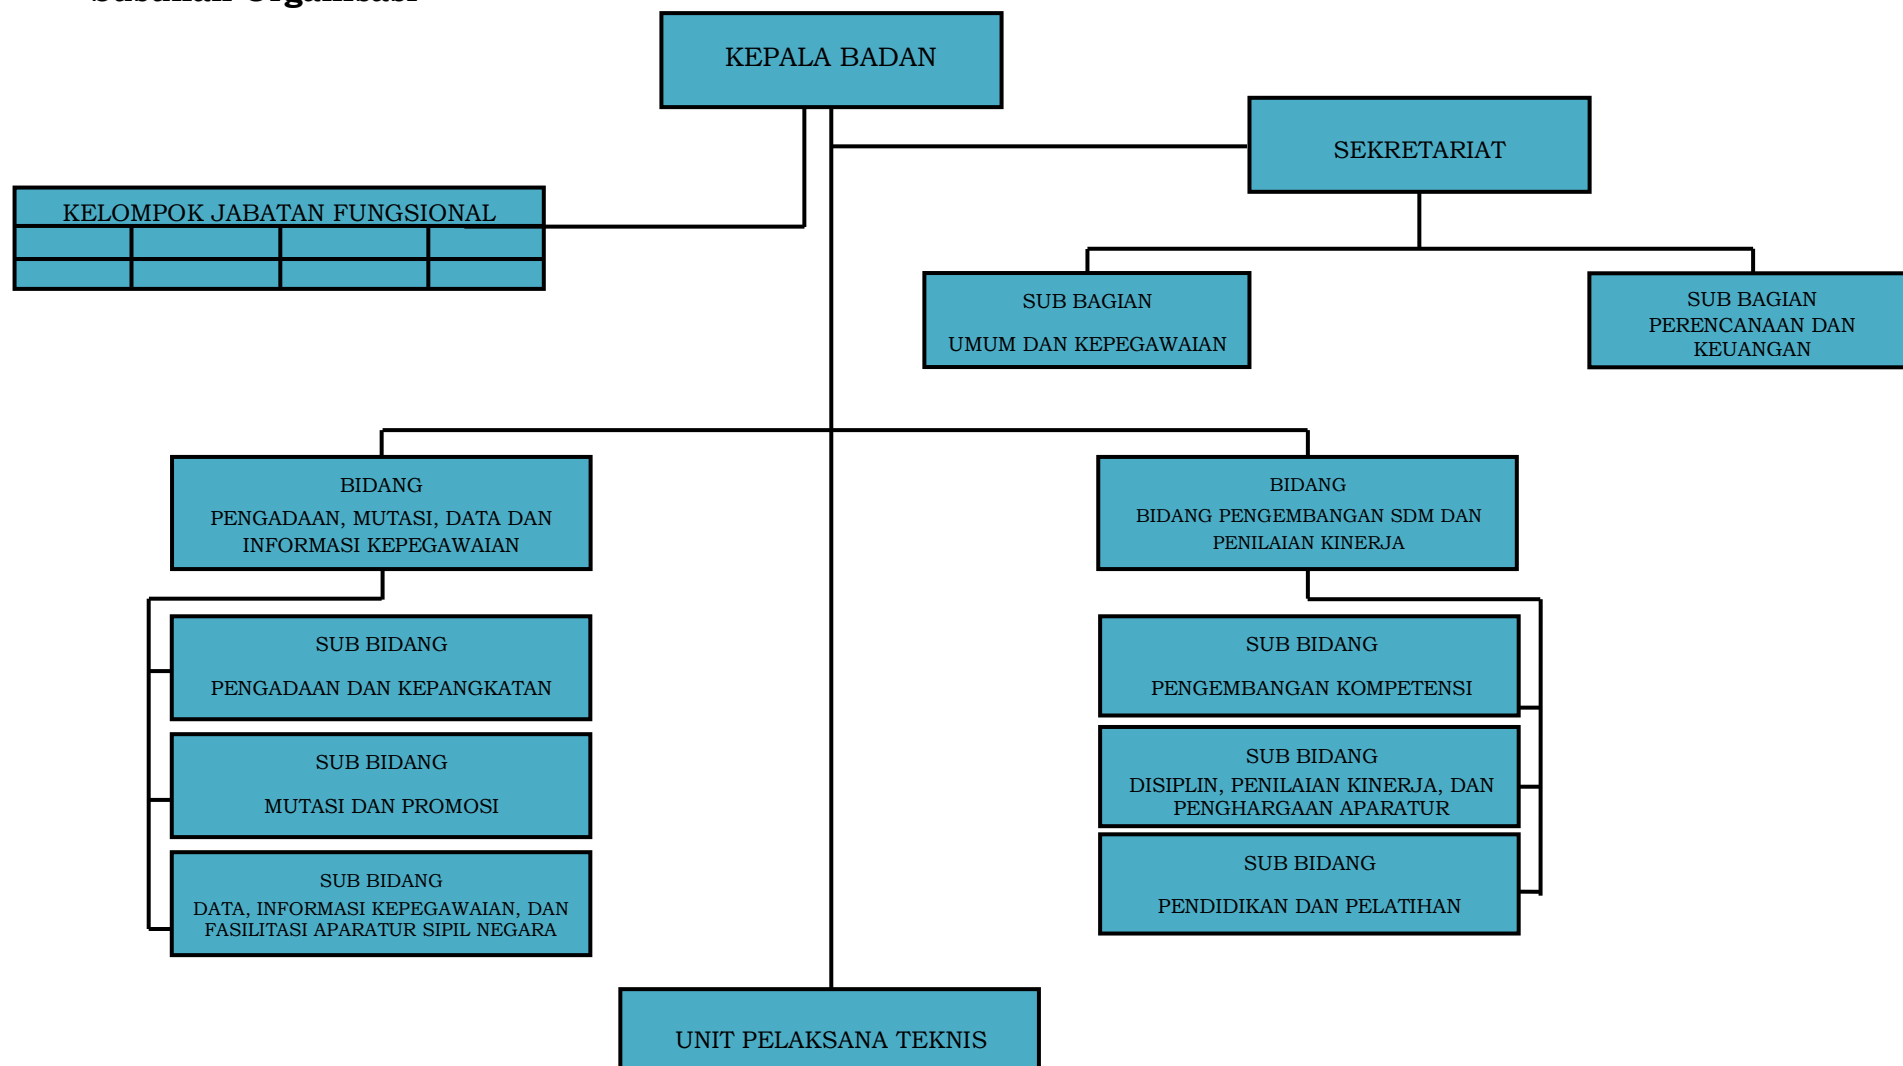 Susunan Organisasi
KEPALA BADAN
SEKRETARIAT
KELOMPOK JABATAN FUNGSIONAL
SUB BAGIAN
UMUM DAN KEPEGAWAIAN
SUB BAGIAN
PERENCANAAN DAN
KEUANGAN
BIDANG
PENGADAAN, MUTASI, DATA DAN
INFORMASI KEPEGAWAIAN
BIDANG
BIDANG PENGEMBANGAN SDM DAN
PENILAIAN KINERJA
SUB BIDANG
PENGADAAN DAN KEPANGKATAN
SUB BIDANG
MUTASI DAN PROMOSI
SUB BIDANG
DATA, INFORMASI KEPEGAWAIAN, DAN
FASILITASI APARATUR SIPIL NEGARA
SUB BIDANG
PENGEMBANGAN KOMPETENSI
SUB BIDANG
DISIPLIN, PENILAIAN KINERJA, DAN
PENGHARGAAN APARATUR
SUB BIDANG
PENDIDIKAN DAN PELATIHAN
UNIT PELAKSANA TEKNIS